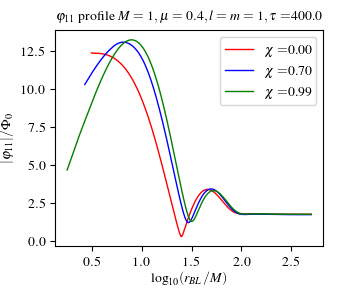 φ₁₁ profile M = 1, μ = 0.4, l = m = 1, τ =400.0
|φ₁₁|/Φ₀
12.5
10.0
7.5
5.0
2.5
0.0
χ =0.00
χ =0.70
χ =0.99
0.5 1.0 1.5 2.0 2.5
log₁₀(r_BL/M)